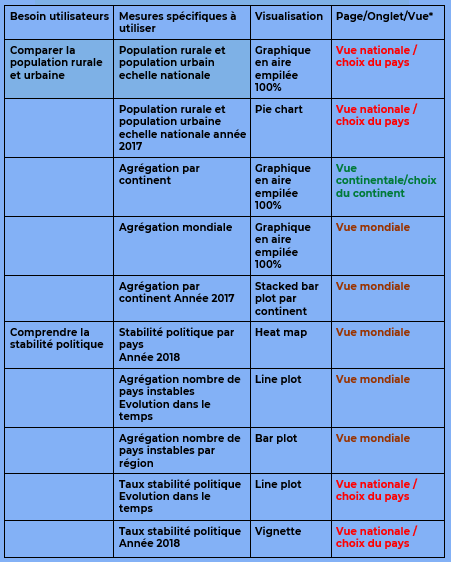 Besoin utilisateurs
Mesures spécifiques à
utiliser
Visualisation
Page/Onglet/Vue*
Comparer la
population rurale
et urbaine
Population rurale et
population urbain
echelle nationale
Graphique
en aire
empilée
100%
Vue nationale /
choix du pays
Population rurale et
population urbaine
echelle nationale année
2017
Pie chart
Vue nationale /
choix du pays
Agrégation par
continent
Graphique
en aire
empilée
100%
Vue
continentale/choix
du continent
Agrégation mondiale
Graphique
en aire
empilée
100%
Vue mondiale
Agrégation par
continent Année 2017
Stacked bar
plot par
continent
Vue mondiale
Comprendre la
stabilité politique
Stabilité politique par
pays
Année 2018
Heat map
Vue mondiale
Agrégation nombre de
pays instables
Evolution dans le
temps
Line plot
Vue mondiale
Agrégation nombre de
pays instables par
région
Bar plot
Vue mondiale
Taux stabilité politique
Evolution dans le
temps
Line plot
Vue nationale /
choix du pays
Taux stabilité politique
Année 2018
Vignette
Vue nationale /
choix du pays